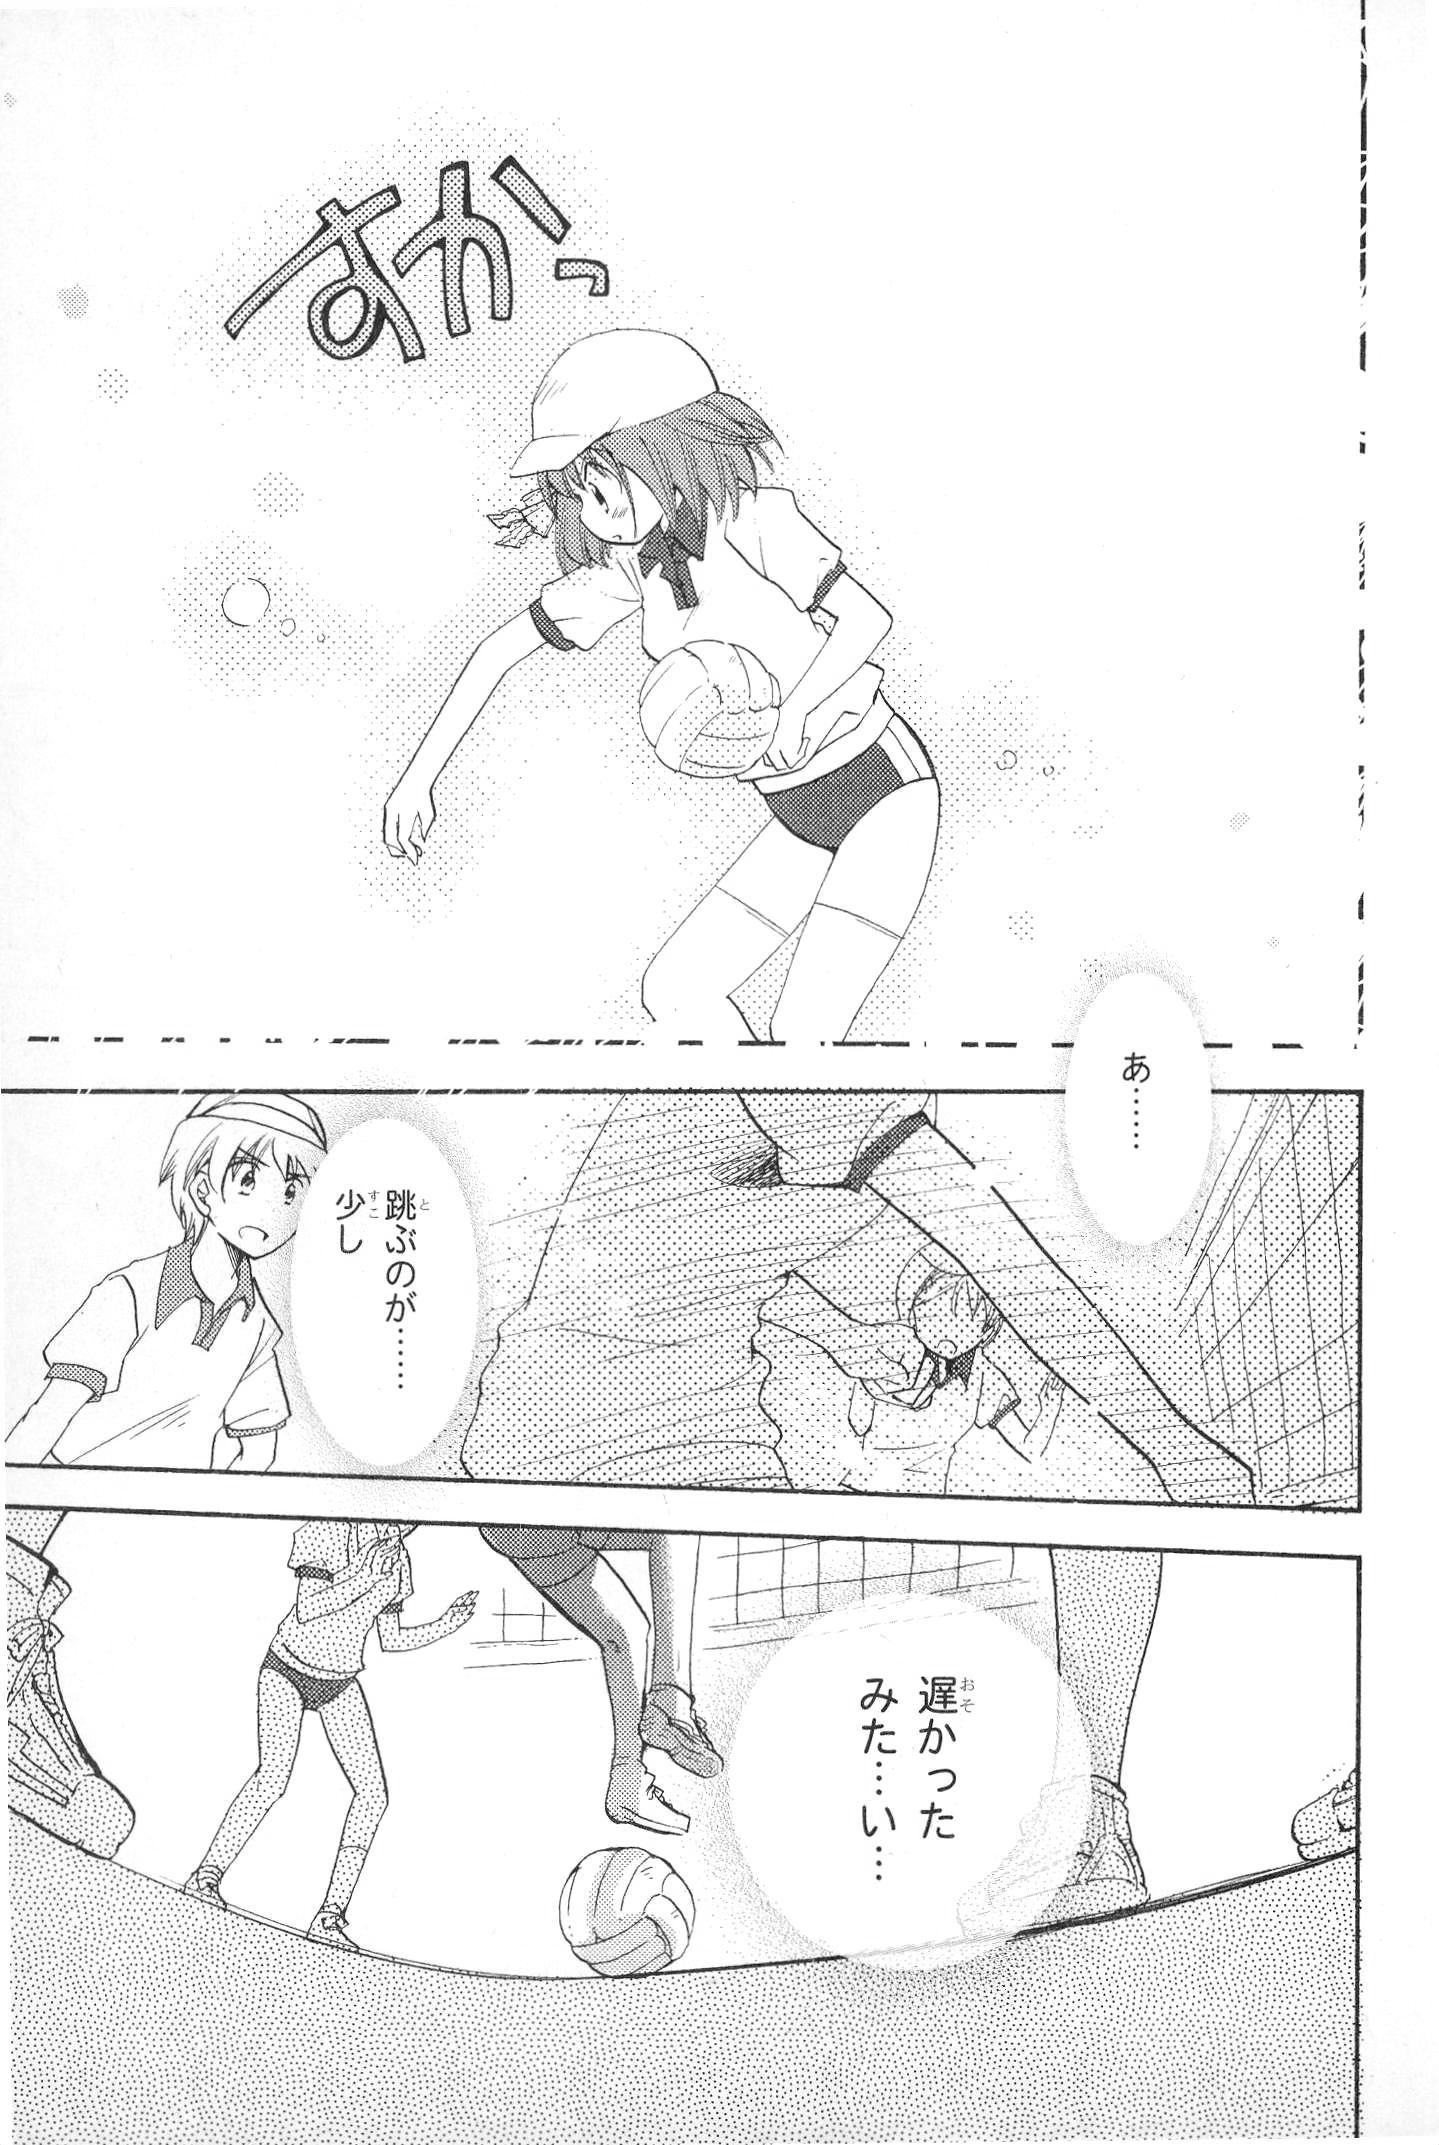 すかっ
あ……
跳ぶのが……
少し
遅かった
みた…い…